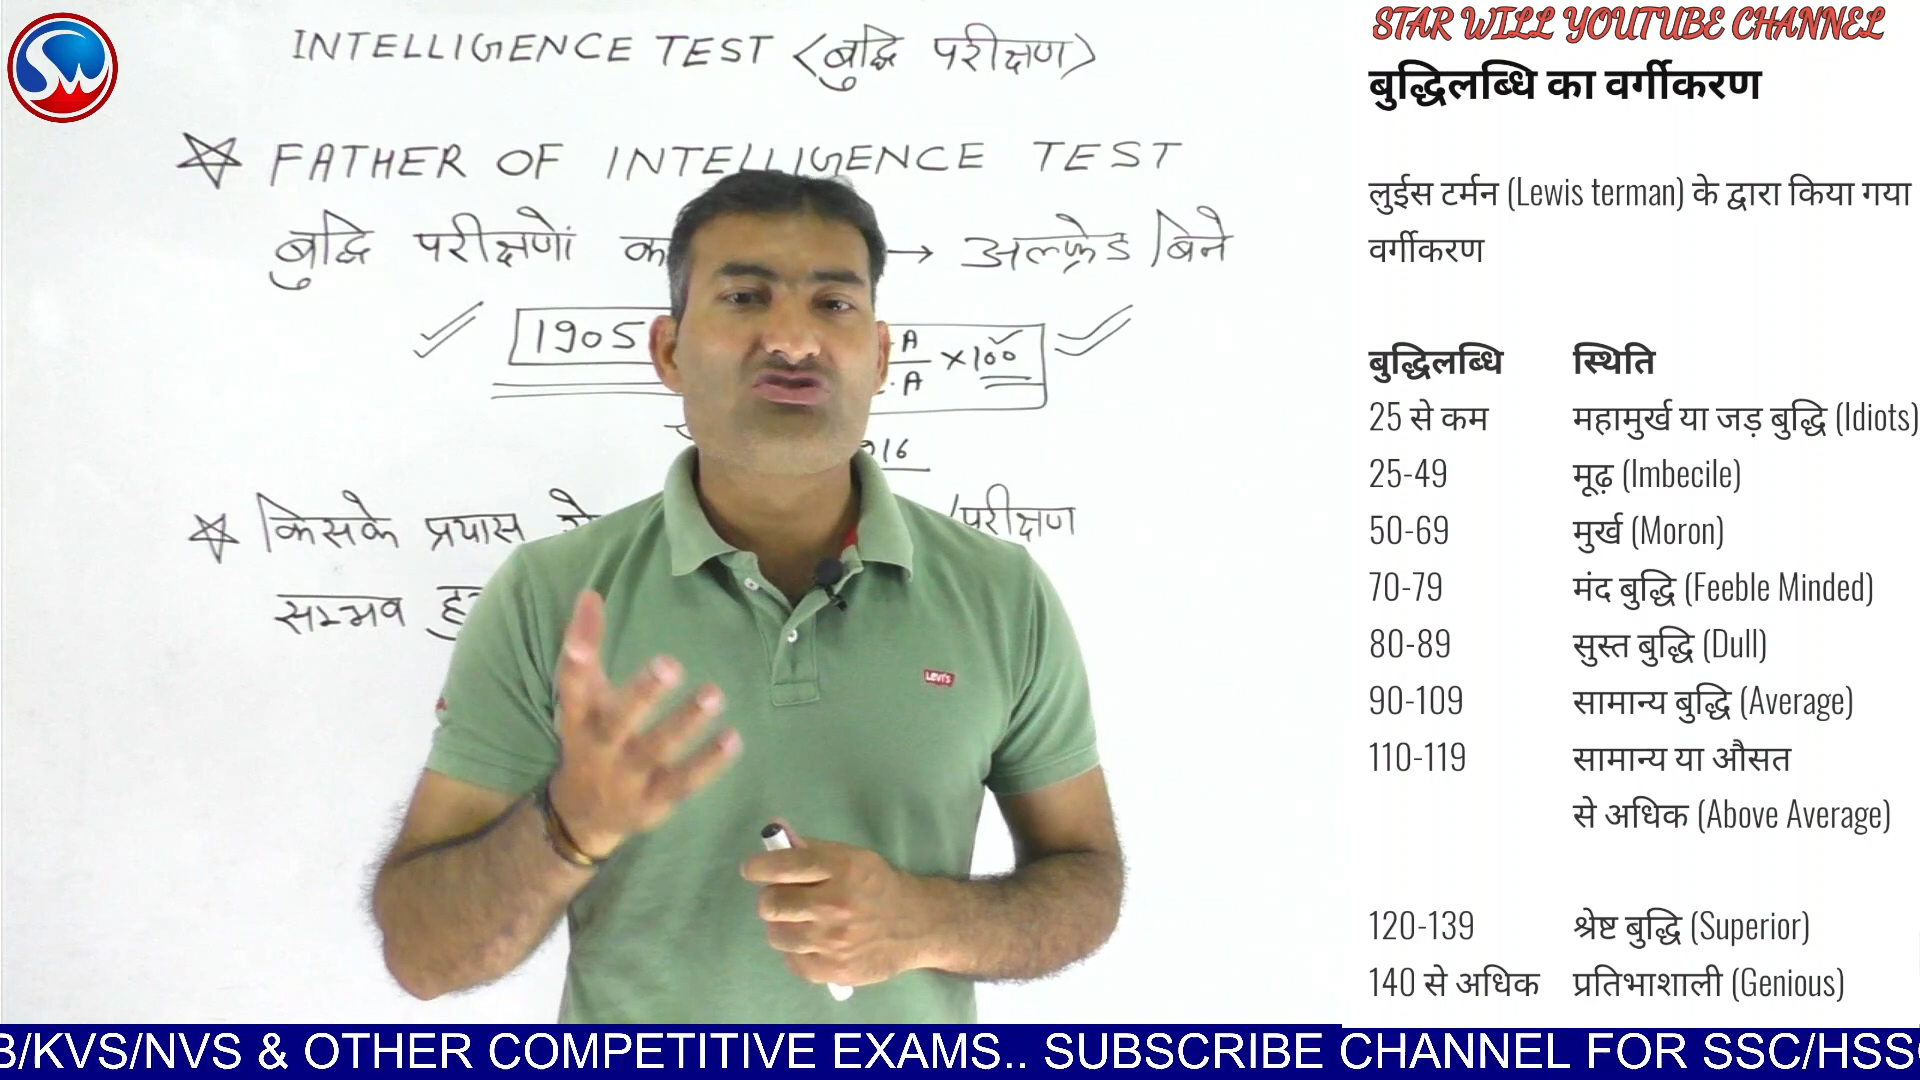 SW
INTELLIGENCE TEST (बुद्धि परीक्षण)
FATHER OF INTELLIGENCE TEST
बुद्धि परीक्षणों → अल्फ्रेड बिने
1905 A × 100
A
16
किसके प्रयास /परीक्षण
सम्भव
Levi's
STAR WILL YOUTUBE CHANNEL
बुद्धिलब्धि का वर्गीकरण
लुईस टर्मन (Lewis terman) के द्वारा किया गया
वर्गीकरण
बुद्धिलब्धि स्थिति
25 से कम महामुर्ख या जड़ बुद्धि (Idiots)
25-49 मूढ़ (Imbecile)
50-69 मुर्ख (Moron)
70-79 मंद बुद्धि (Feeble Minded)
80-89 सुस्त बुद्धि (Dull)
90-109 सामान्य बुद्धि (Average)
110-119 सामान्य या औसत
से अधिक (Above Average)
120-139 श्रेष्ट बुद्धि (Superior)
140 से अधिक प्रतिभाशाली (Genious)
B/KVS/NVS & OTHER COMPETITIVE EXAMS.. SUBSCRIBE CHANNEL FOR SSC/HSS